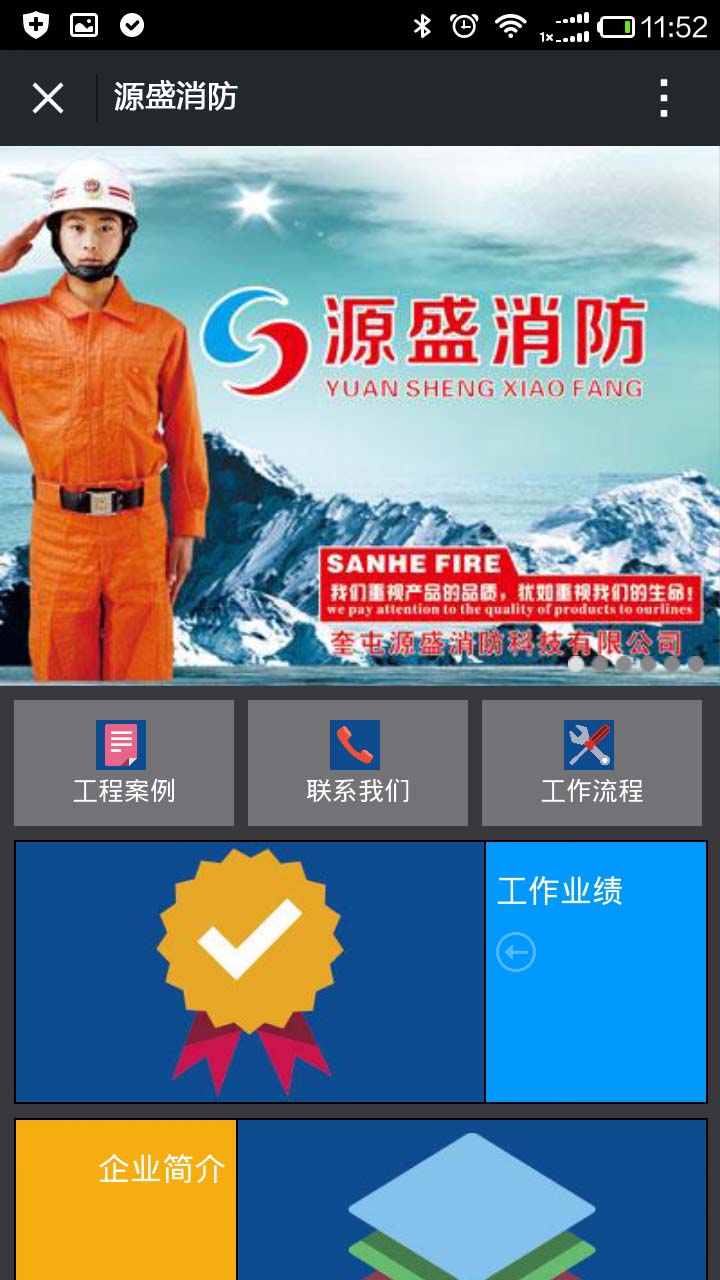 1× 11:52
源盛消防
源盛消防
YUAN SHENG XIAO FANG
SANHE FIRE
我们重视产品的品质，犹如重视我们的生命!
we pay attention to the quality of products to ourlines
奎屯源盛消防科技有限公司
工程案例 联系我们 工作流程
工作业绩
企业简介